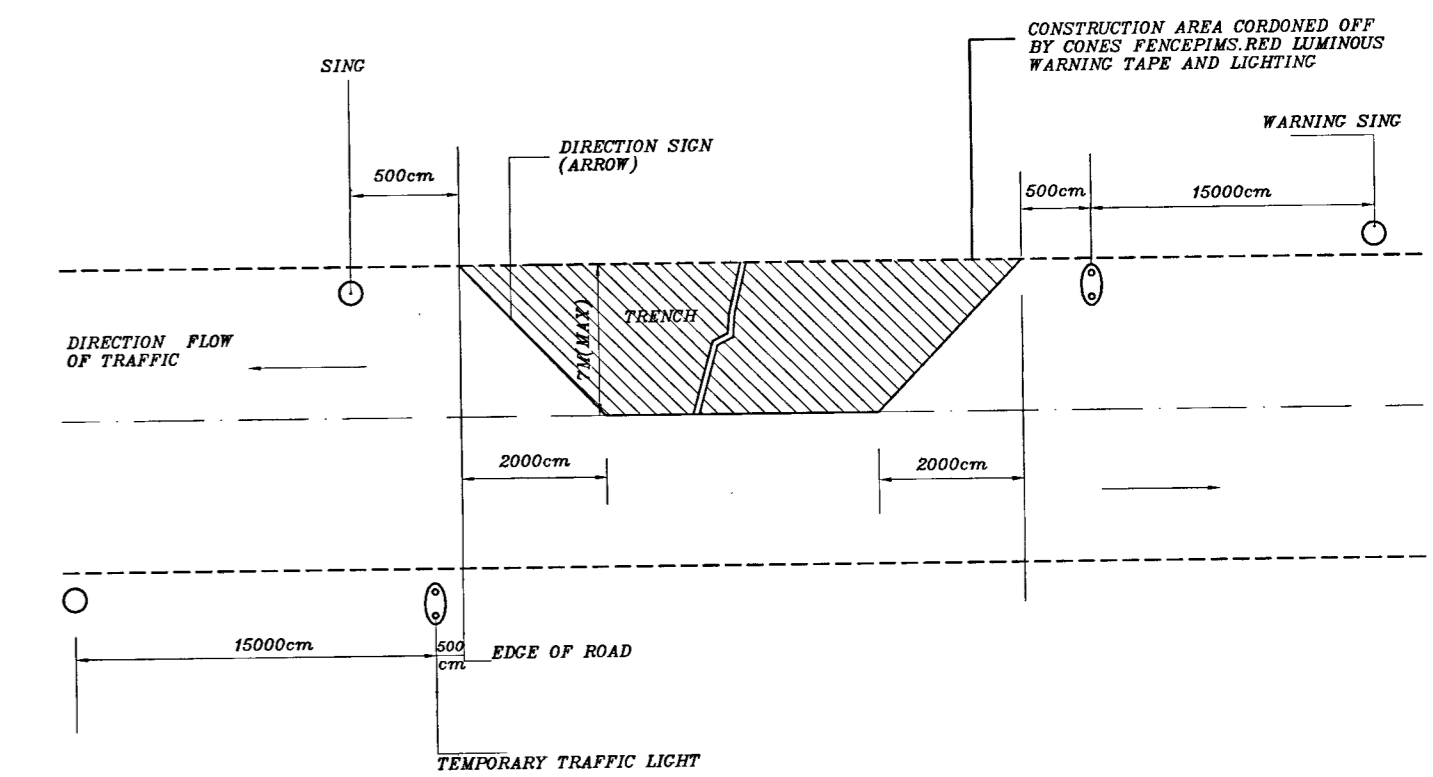 CONSTRUCTION AREA CORDONED OFF
BY CONES FENCEPIMS.RED LUMINOUS
WARNING TAPE AND LIGHTING
SING
WARNING SING
DIRECTION SIGN
(ARROW)
500cm
500cm
15000cm
7M(MAX)
TRENCH
DIRECTION FLOW
OF TRAFFIC
2000cm
2000cm
15000cm
500
cm
EDGE OF ROAD
TEMPORARY TRAFFIC LIGHT